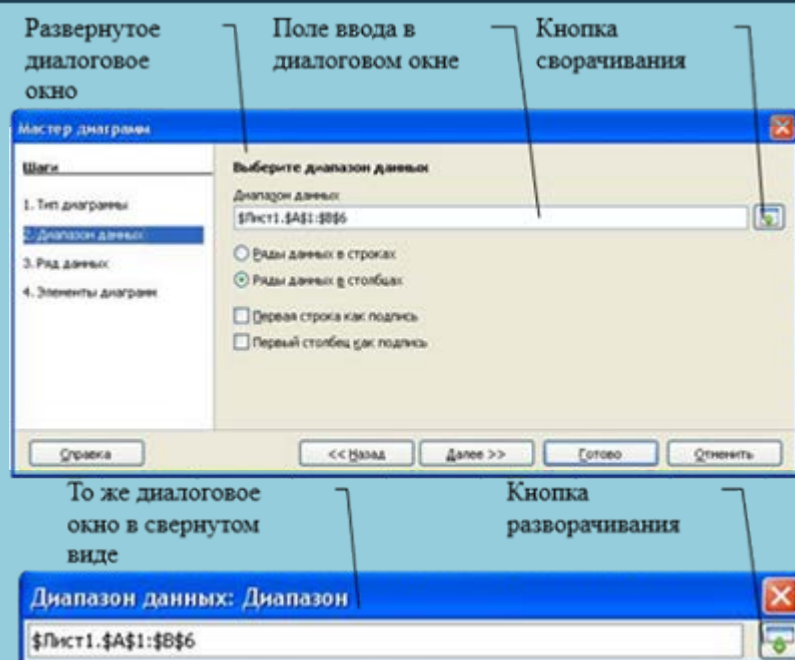 Развернутое
диалоговое
окно
Поле ввода в
диалоговом окне
Кнопка
сворачивания
Мастер диаграмм
Шаги
1. Тип диаграммы
2. Диапазон данных
3. Ряд данных
4. Элементы диаграмм
Выберите диапазон данных
Диапазон данных
$Лист1.$A$1:$B$6
Ряды данных в строках
Ряды данных в столбцах
Первая строка как подпись
Первый столбец как подпись
Справка
<< Назад
Далее >>
Готово
Отменить
То же диалоговое
окно в свернутом
виде
Кнопка
разворачивания
Диапазон данных: Диапазон
$Лист1.$A$1:$B$6